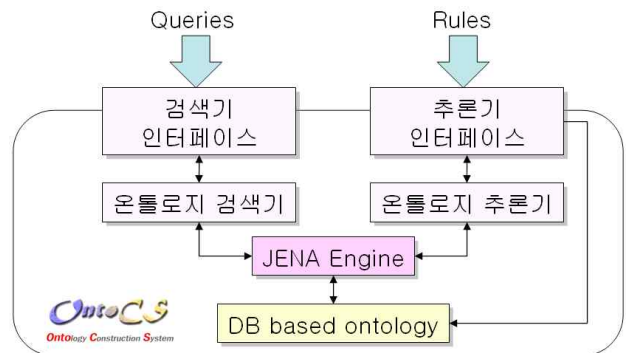 Queries
Rules
검색기
인터페이스
추론기
인터페이스
온톨로지 검색기
온톨로지 추론기
JENA Engine
OntoCS
Ontology Construction System
DB based ontology